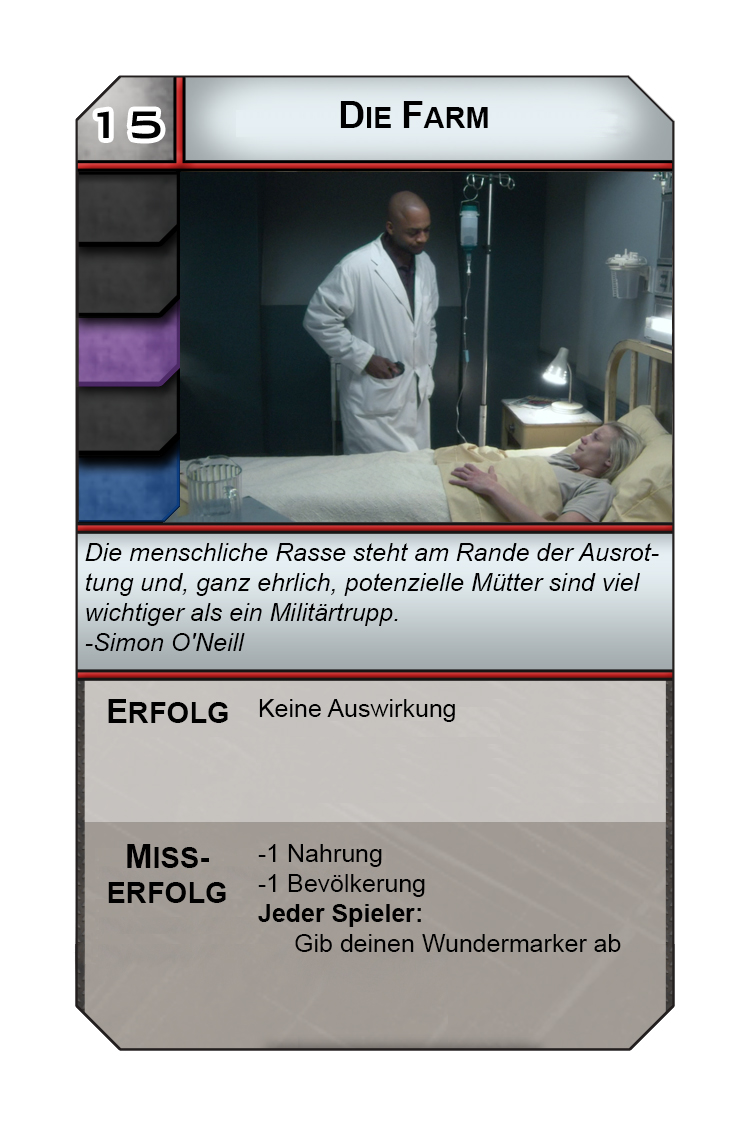 15
DIE FARM
Die menschliche Rasse steht am Rande der Ausrot-
tung und, ganz ehrlich, potenzielle Mütter sind viel
wichtiger als ein Militärtrupp.
-Simon O'Neill
ERFOLG
Keine Auswirkung
MISS-
ERFOLG
-1 Nahrung
-1 Bevölkerung
Jeder Spieler:
Gib deinen Wundermarker ab